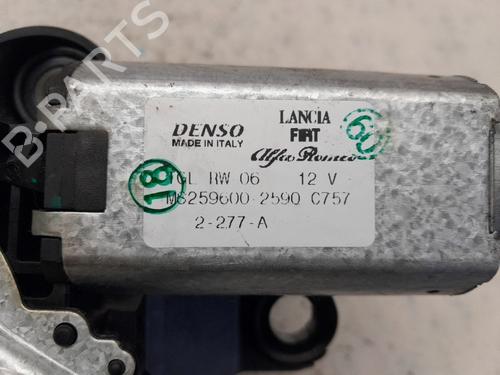 B-PARTS
DENSO
MADE IN ITALY
LANCIA
FIAT
Alfa Romeo
60
18
TGL RW 06 12 V
MS259600-2590 C757
2-277-A